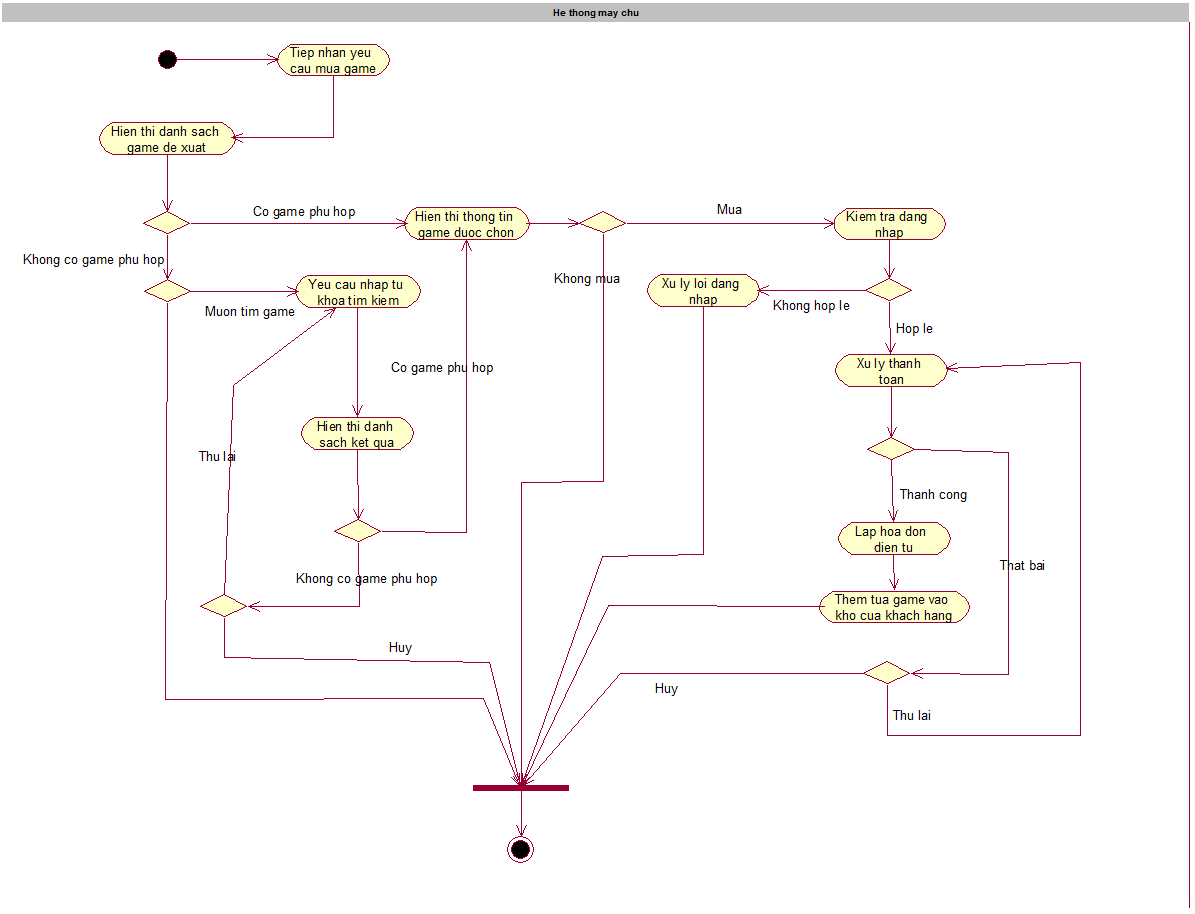 He thong may chu
Tiep nhan yeu
cau mua game
Hien thi danh sach
game de xuat
Co game phu hop
Hien thi thong tin
game duoc chon
Mua
Kiem tra dang
nhap
Khong co game phu hop
Muon tim game
Yeu cau nhap tu
khoa tim kiem
Khong mua
Xu ly loi dang
nhap
Khong hop le
Hop le
Co game phu hop
Xu ly thanh
toan
Hien thi danh
sach ket qua
Thu lai
Thanh cong
Lap hoa don
dien tu
That bai
Khong co game phu hop
Them tua game vao
kho cua khach hang
Huy
Huy
Thu lai